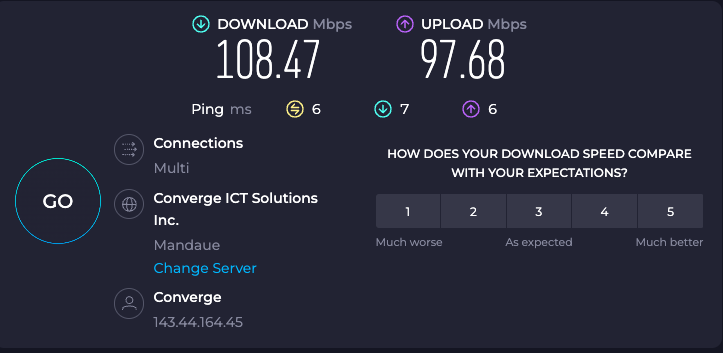 DOWNLOAD Mbps
108.47
UPLOAD Mbps
97.68
Ping ms 6 7 6
GO
Connections
Multi
Converge ICT Solutions
Inc.
Mandaue
Change Server
Converge
143.44.164.45
HOW DOES YOUR DOWNLOAD SPEED COMPARE
WITH YOUR EXPECTATIONS?
1 2 3 4 5
Much worse As expected Much better